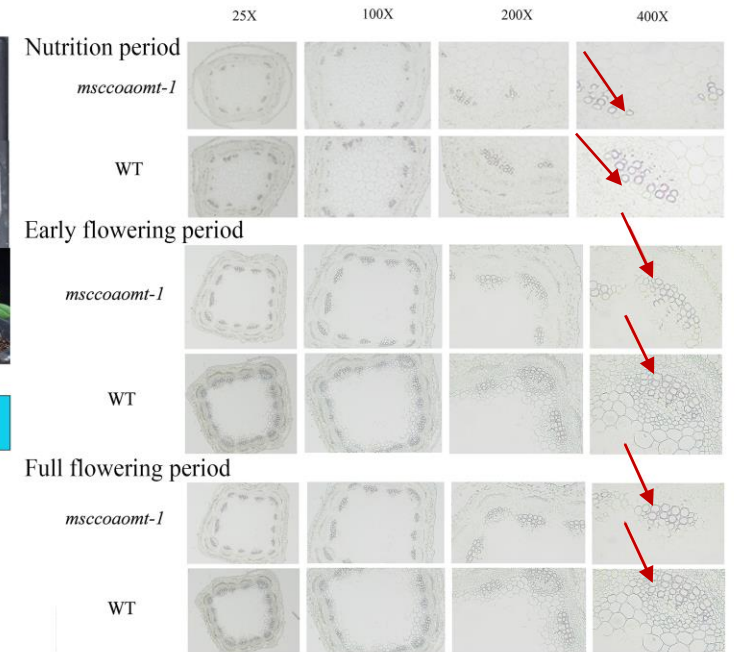 25X 100X 200X 400X
Nutrition period
msccoaomt-1
WT
Early flowering period
msccoaomt-1
WT
Full flowering period
msccoaomt-1
WT